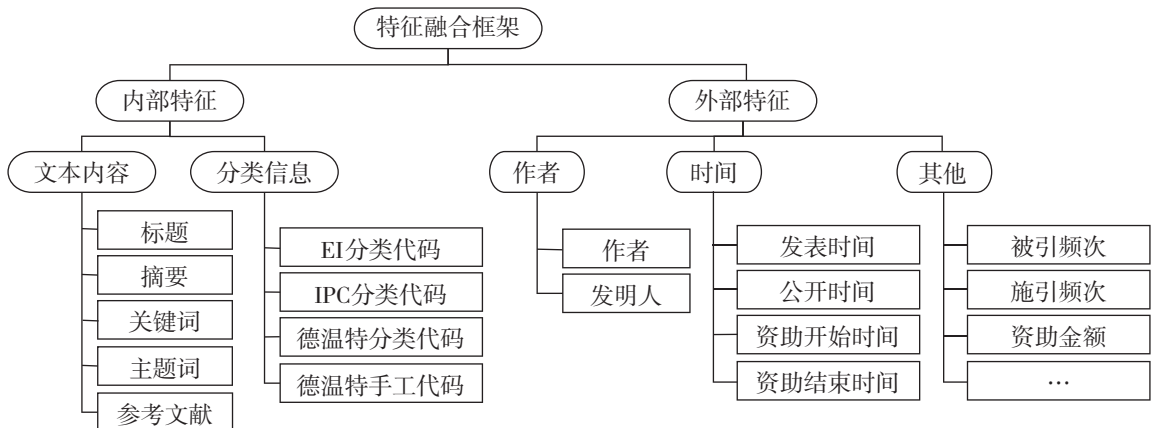 特征融合框架
内部特征
外部特征
文本内容
分类信息
作者
时间
其他
标题
摘要
关键词
主题词
参考文献
EI分类代码
IPC分类代码
德温特分类代码
德温特手工代码
作者
发明人
发表时间
公开时间
资助开始时间
资助结束时间
被引频次
施引频次
资助金额
…